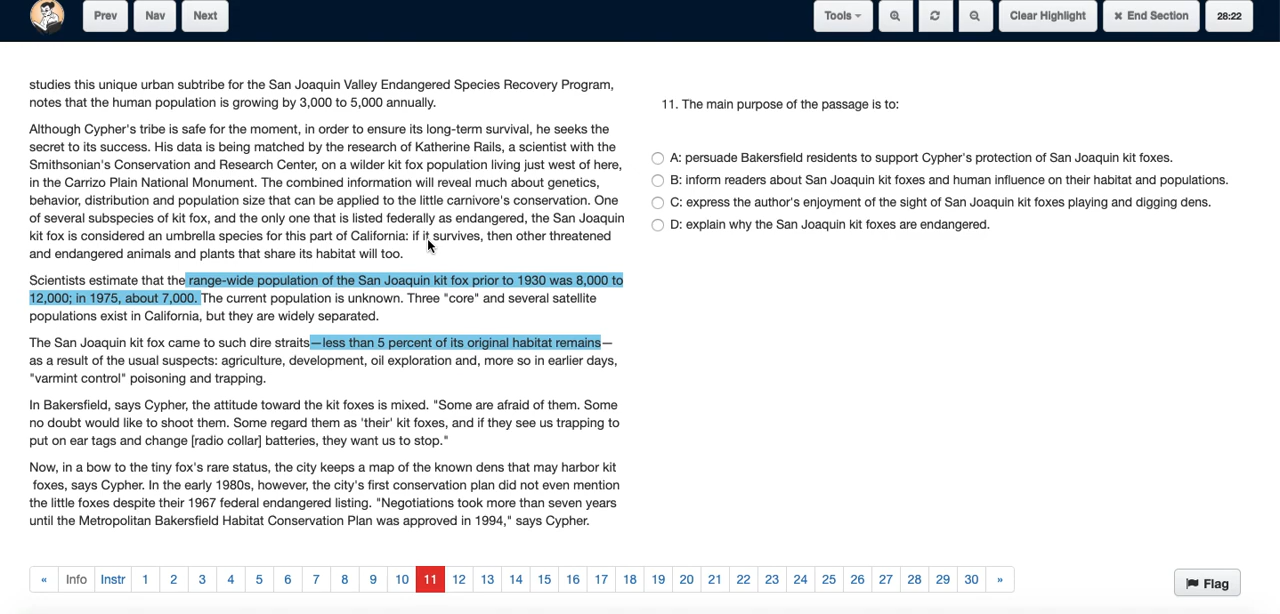 Prev Nav Next Tools Clear Highlight End Section 28:22
studies this unique urban subtribe for the San Joaquin Valley Endangered Species Recovery Program,
notes that the human population is growing by 3,000 to 5,000 annually.
Although Cypher's tribe is safe for the moment, in order to ensure its long-term survival, he seeks the
secret to its success. His data is being matched by the research of Katherine Rails, a scientist with the
Smithsonian's Conservation and Research Center, on a wilder kit fox population living just west of here,
in the Carrizo Plain National Monument. The combined information will reveal much about genetics,
behavior, distribution and population size that can be applied to the little carnivore's conservation. One
of several subspecies of kit fox, and the only one that is listed federally as endangered, the San Joaquin
kit fox is considered an umbrella species for this part of California: if it survives, then other threatened
and endangered animals and plants that share its habitat will too.
Scientists estimate that the range-wide population of the San Joaquin kit fox prior to 1930 was 8,000 to
12,000; in 1975, about 7,000. The current population is unknown. Three "core" and several satellite
populations exist in California, but they are widely separated.
The San Joaquin kit fox came to such dire straits—less than 5 percent of its original habitat remains—
as a result of the usual suspects: agriculture, development, oil exploration and, more so in earlier days,
"varmint control" poisoning and trapping.
In Bakersfield, says Cypher, the attitude toward the kit foxes is mixed. "Some are afraid of them. Some
no doubt would like to shoot them. Some regard them as 'their' kit foxes, and if they see us trapping to
put on ear tags and change [radio collar] batteries, they want us to stop."
Now, in a bow to the tiny fox's rare status, the city keeps a map of the known dens that may harbor kit
foxes, says Cypher. In the early 1980s, however, the city's first conservation plan did not even mention
the little foxes despite their 1967 federal endangered listing. "Negotiations took more than seven years
until the Metropolitan Bakersfield Habitat Conservation Plan was approved in 1994," says Cypher.
11. The main purpose of the passage is to:
A: persuade Bakersfield residents to support Cypher's protection of San Joaquin kit foxes.
B: inform readers about San Joaquin kit foxes and human influence on their habitat and populations.
C: express the author's enjoyment of the sight of San Joaquin kit foxes playing and digging dens.
D: explain why the San Joaquin kit foxes are endangered.
« Info Instr 1 2 3 4 5 6 7 8 9 10 11 12 13 14 15 16 17 18 19 20 21 22 23 24 25 26 27 28 29 30 » Flag